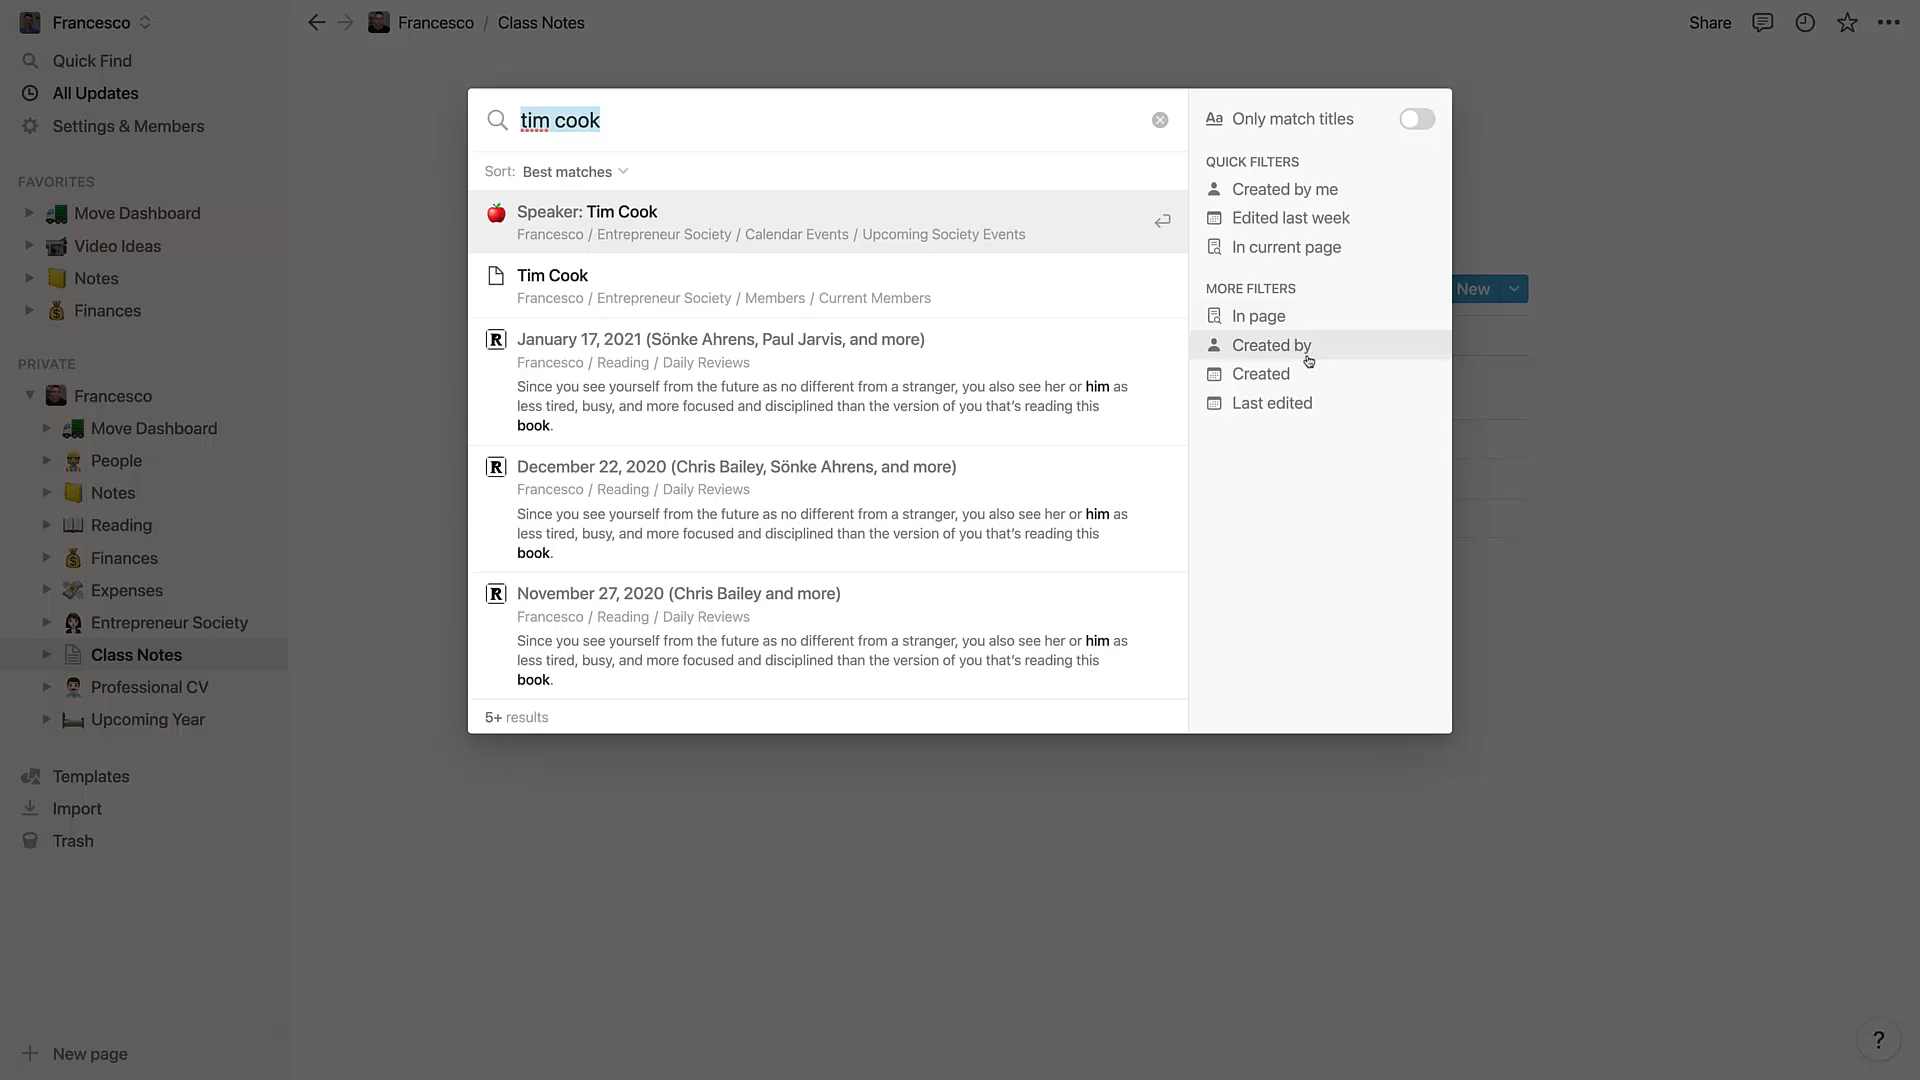 Francesco
Quick Find
All Updates
Settings & Members
FAVORITES
Move Dashboard
Video Ideas
Notes
Finances
PRIVATE
Francesco
Move Dashboard
People
Notes
Reading
Finances
Expenses
Entrepreneur Society
Class Notes
Professional CV
Upcoming Year
Templates
Import
Trash
New page
Francesco / Class Notes
Share
tim cook
Sort: Best matches
Speaker: Tim Cook
Francesco / Entrepreneur Society / Calendar Events / Upcoming Society Events
Tim Cook
Francesco / Entrepreneur Society / Members / Current Members
R January 17, 2021 (Sönke Ahrens, Paul Jarvis, and more)
Francesco / Reading / Daily Reviews
Since you see yourself from the future as no different from a stranger, you also see her or him as
less tired, busy, and more focused and disciplined than the version of you that’s reading this
book.
R December 22, 2020 (Chris Bailey, Sönke Ahrens, and more)
Francesco / Reading / Daily Reviews
Since you see yourself from the future as no different from a stranger, you also see her or him as
less tired, busy, and more focused and disciplined than the version of you that’s reading this
book.
R November 27, 2020 (Chris Bailey and more)
Francesco / Reading / Daily Reviews
Since you see yourself from the future as no different from a stranger, you also see her or him as
less tired, busy, and more focused and disciplined than the version of you that’s reading this
book.
5+ results
Aa Only match titles
QUICK FILTERS
Created by me
Edited last week
In current page
MORE FILTERS
In page
Created by
Created
Last edited
New
?